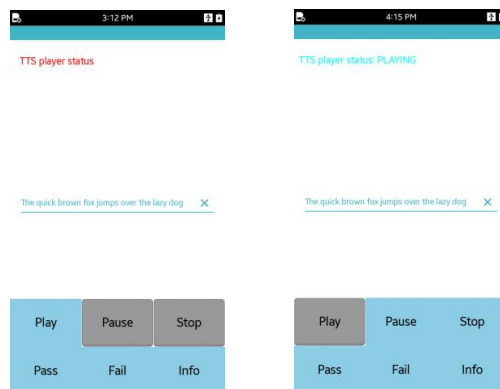 3:12 PM
TTS player status
The quick brown fox jumps over the lazy dog
Play Pause Stop
Pass Fail Info
4:15 PM
TTS player status: PLAYING
The quick brown fox jumps over the lazy dog
Play Pause Stop
Pass Fail Info